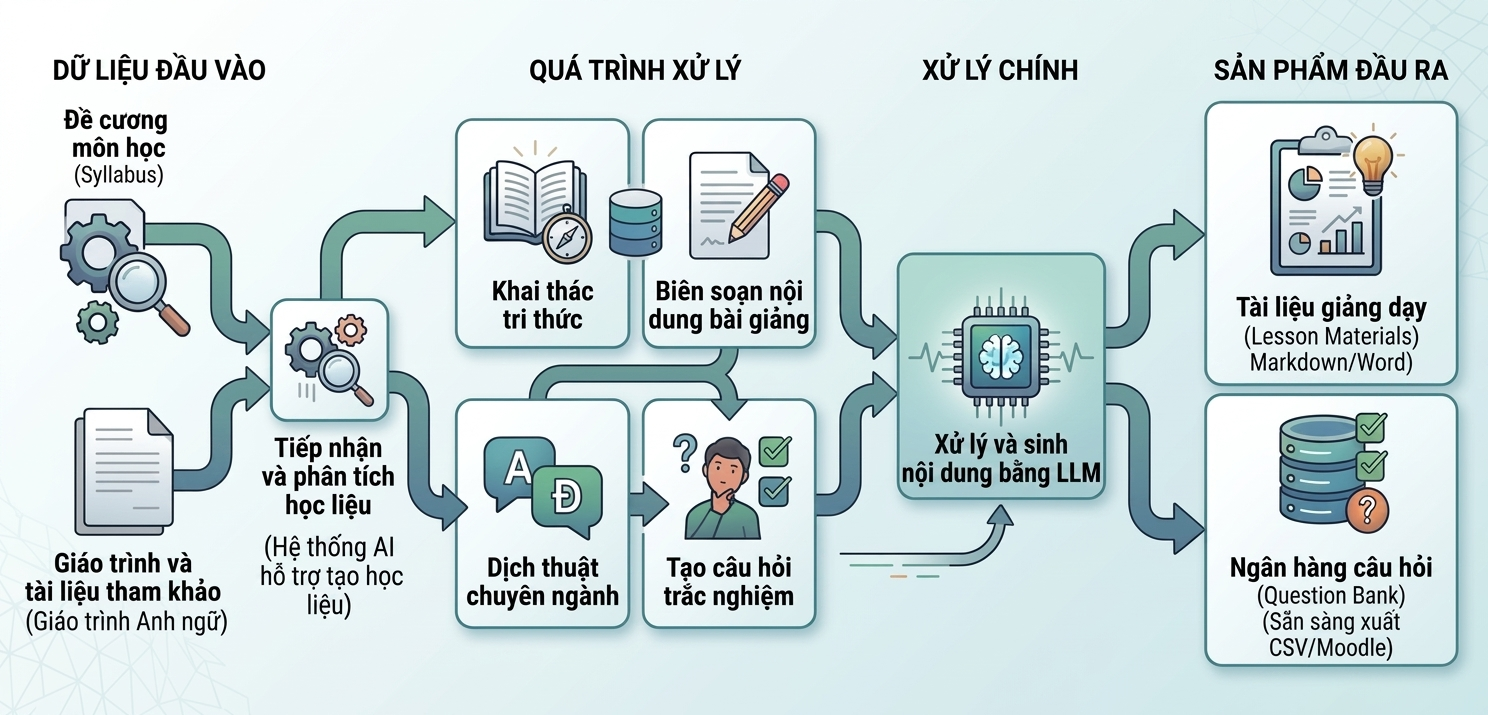 DỮ LIỆU ĐẦU VÀO
Đề cương
môn học
(Syllabus)
Giáo trình và
tài liệu tham khảo
(Giáo trình Anh ngữ)
Tiếp nhận
và phân tích
học liệu
(Hệ thống AI
hỗ trợ tạo học
liệu)
QUÁ TRÌNH XỬ LÝ
Khai thác
tri thức
Biên soạn nội
dung bài giảng
A
Đ
Dịch thuật
chuyên ngành
?
Tạo câu hỏi
trắc nghiệm
XỬ LÝ CHÍNH
Xử lý và sinh
nội dung bằng LLM
SẢN PHẨM ĐẦU RA
Tài liệu giảng dạy
(Lesson Materials)
Markdown/Word)
?
Ngân hàng câu hỏi
(Question Bank)
(Sẵn sàng xuất
CSV/Moodle)